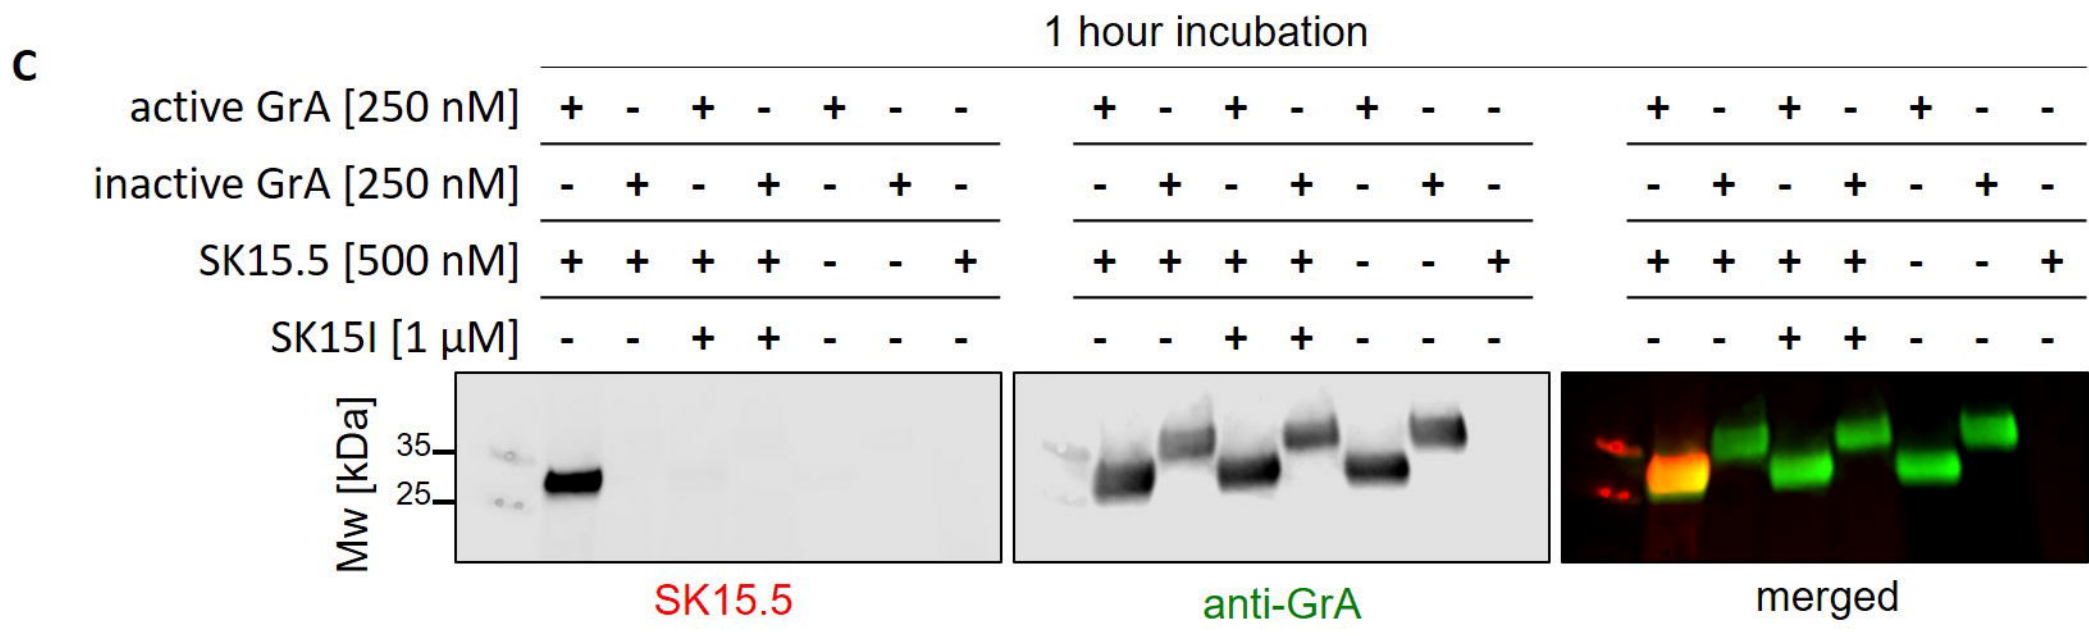 1 hour incubation
C
active GrA [250 nM] + - + - + - - + - + - + - - + - + - + - -
inactive GrA [250 nM] - + - + - + - - + - + - + - - + - + - + -
SK15.5 [500 nM] + + + + - - + + + + + - - + + + + + - - +
SK15I [1 µM] - - + + - - - - - + + - - - - - + + - - -
Mw [kDa]
35
25
SK15.5 anti-GrA merged